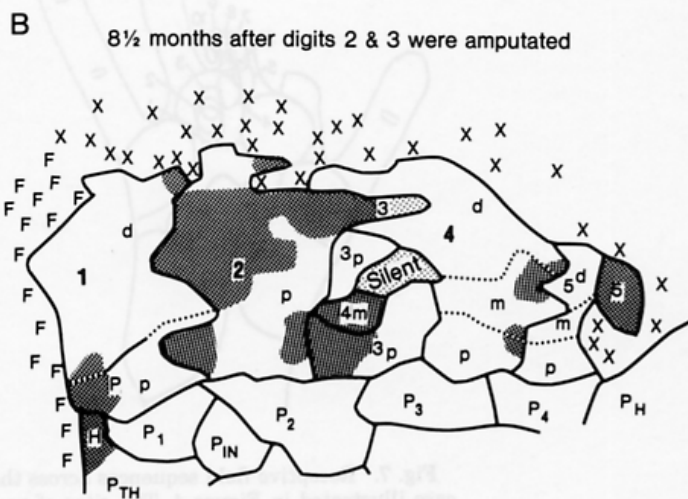 B
8½ months after digits 2 & 3 were amputated
X X X X
X X X X X X X X X
F X X X X X X X X
F F X X X
F F F
F F d 3 4 d X
F 3p X
F 1 2 Silent 5 d 5 X
F p 4m m m X
F 3p X X
F P p p p X
F H P1 PIN P2 P3 P4 PH
F
F PTH